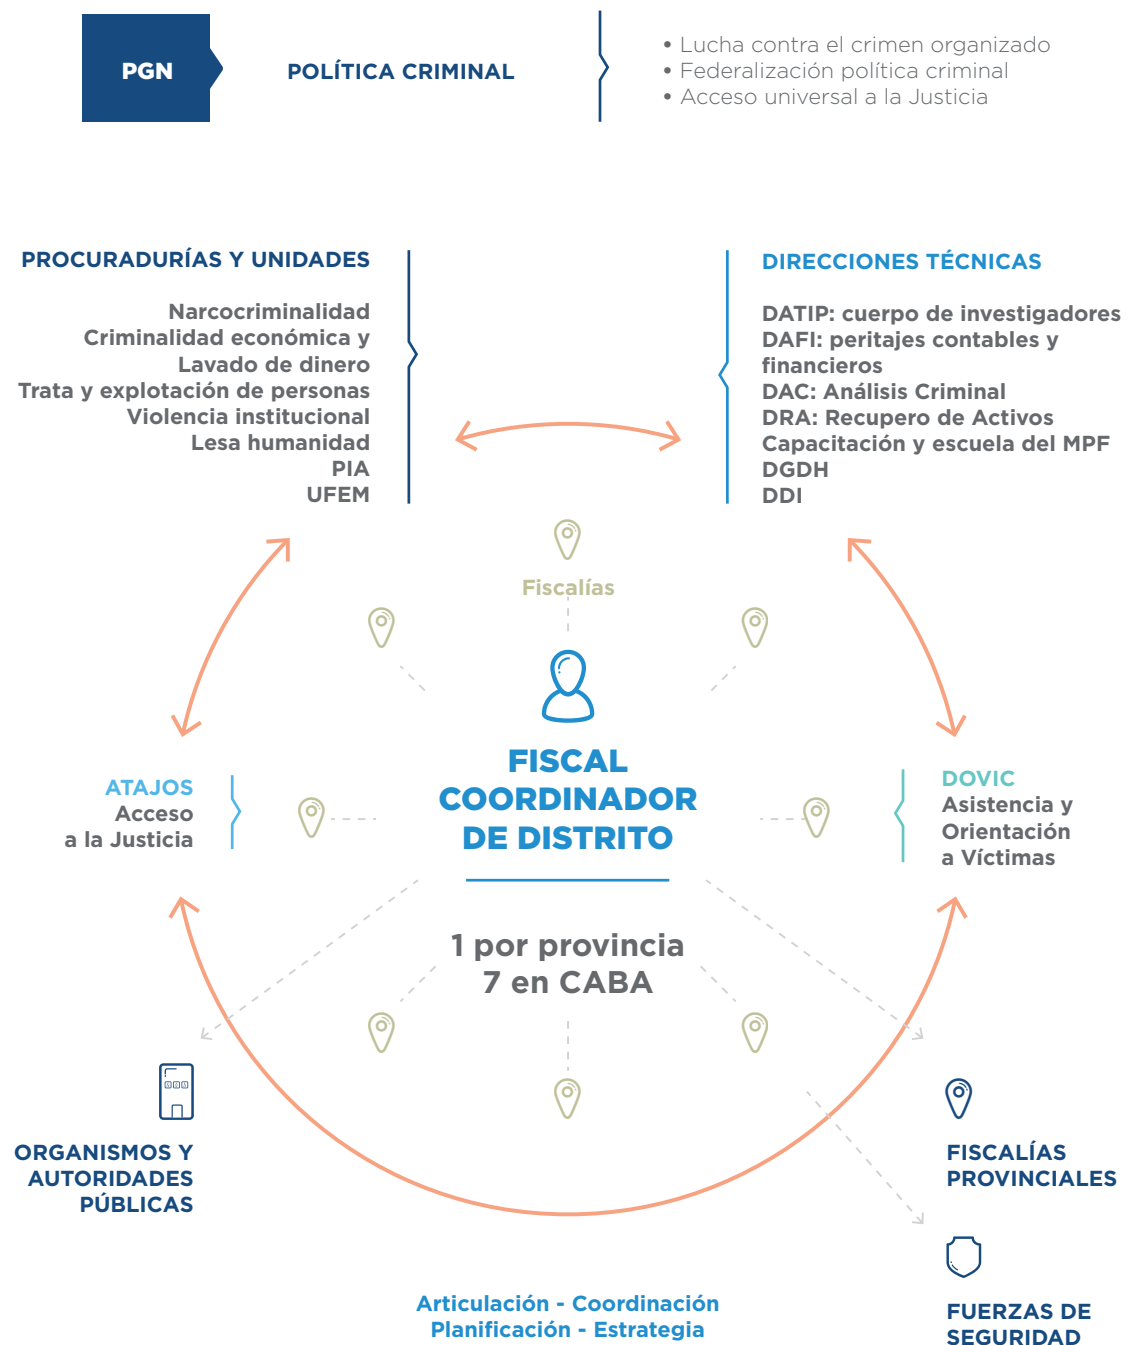 PGN
POLÍTICA CRIMINAL
• Lucha contra el crimen organizado
• Federalización política criminal
• Acceso universal a la Justicia
PROCURADURÍAS Y UNIDADES
Narcocriminalidad
Criminalidad económica y
Lavado de dinero
Trata y explotación de personas
Violencia institucional
Lesa humanidad
PIA
UFEM
DIRECCIONES TÉCNICAS
DATIP: cuerpo de investigadores
DAFI: peritajes contables y
financieros
DAC: Análisis Criminal
DRA: Recupero de Activos
Capacitación y escuela del MPF
DGDH
DDI
Fiscalías
ATAJOS
Acceso
a la Justicia
FISCAL
COORDINADOR
DE DISTRITO
1 por provincia
7 en CABA
DOVIC
Asistencia y
Orientación
a Víctimas
ORGANISMOS Y
AUTORIDADES
PÚBLICAS
FISCALÍAS
PROVINCIALES
FUERZAS DE
SEGURIDAD
Articulación - Coordinación
Planificación - Estrategia